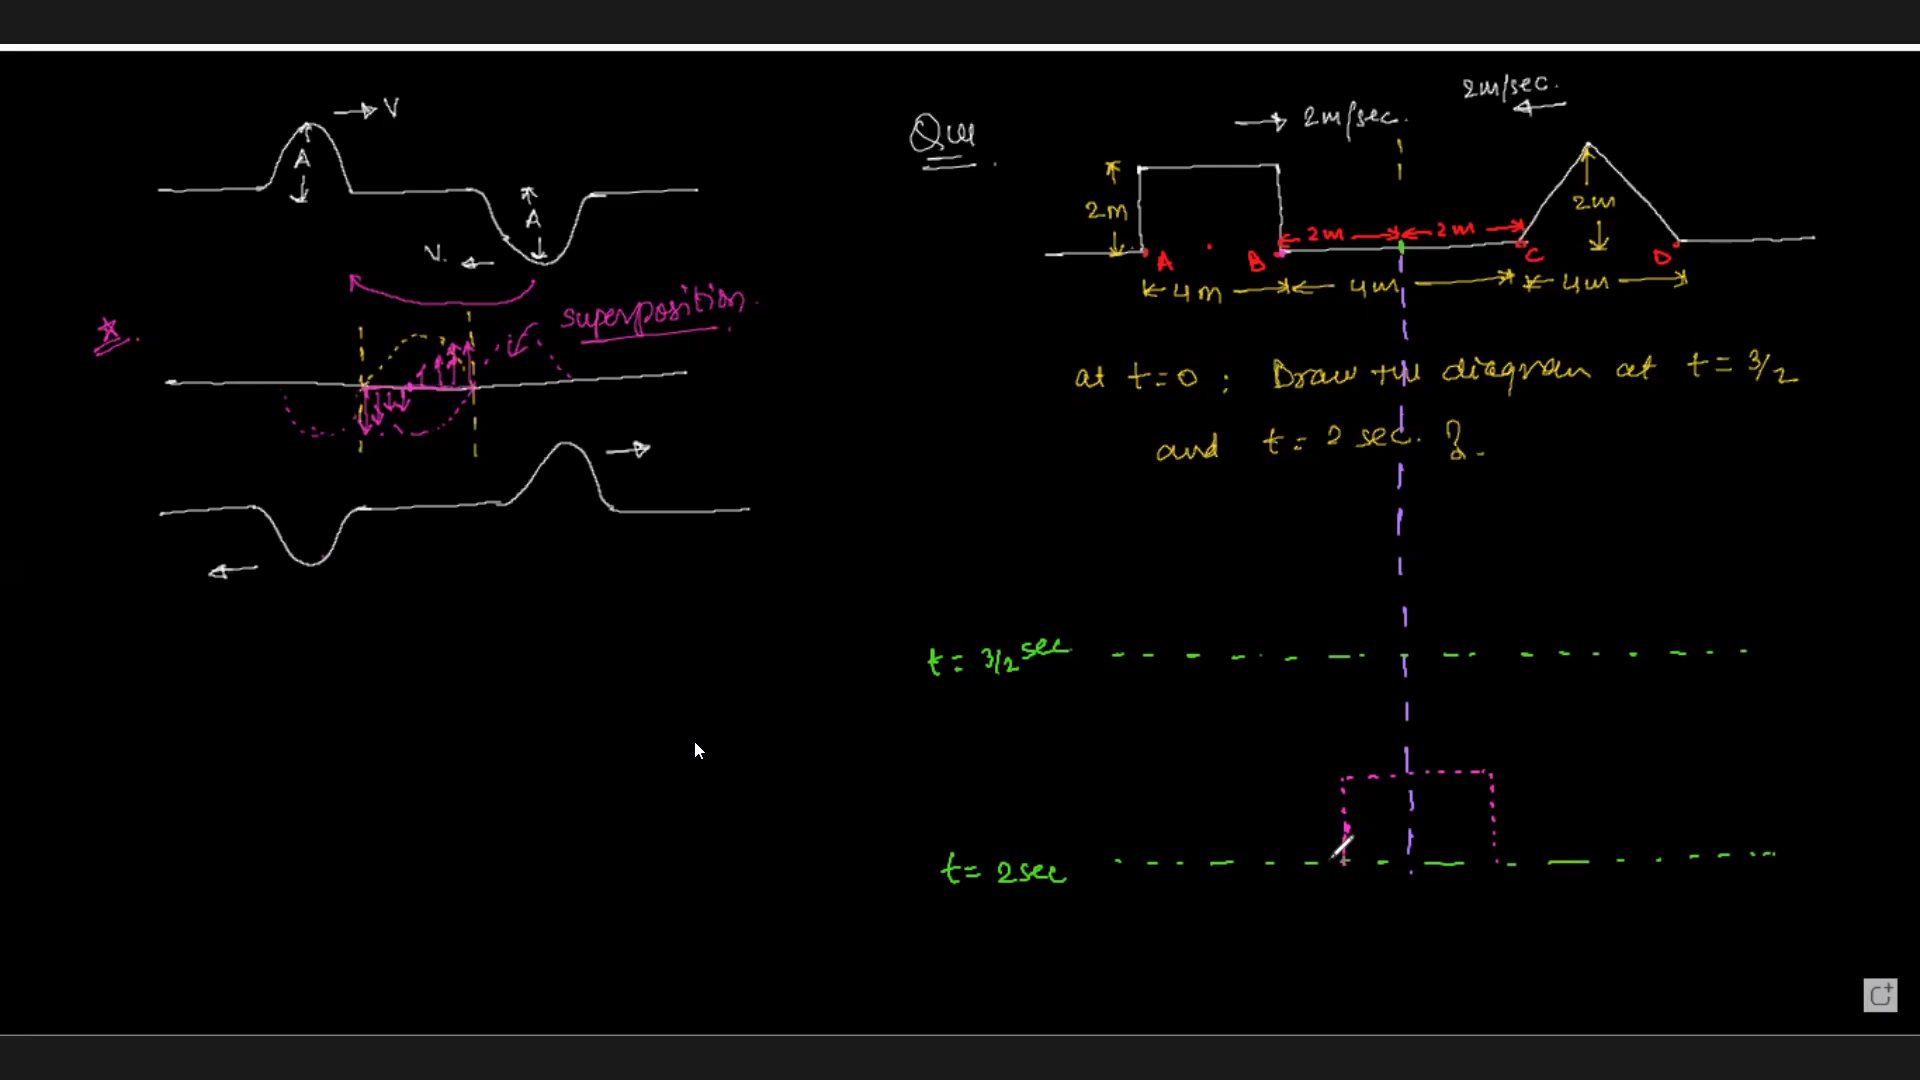 V
A
A
V.
superposition.
Que.
2m/sec.
2m/sec.
2m
2m
2m
2m
A
B
C
D
4m
4m
4m
at t=0 ; Draw the diagram at t = 3/2
and t = 2 sec. ?.
t = 3/2 sec
t = 2sec